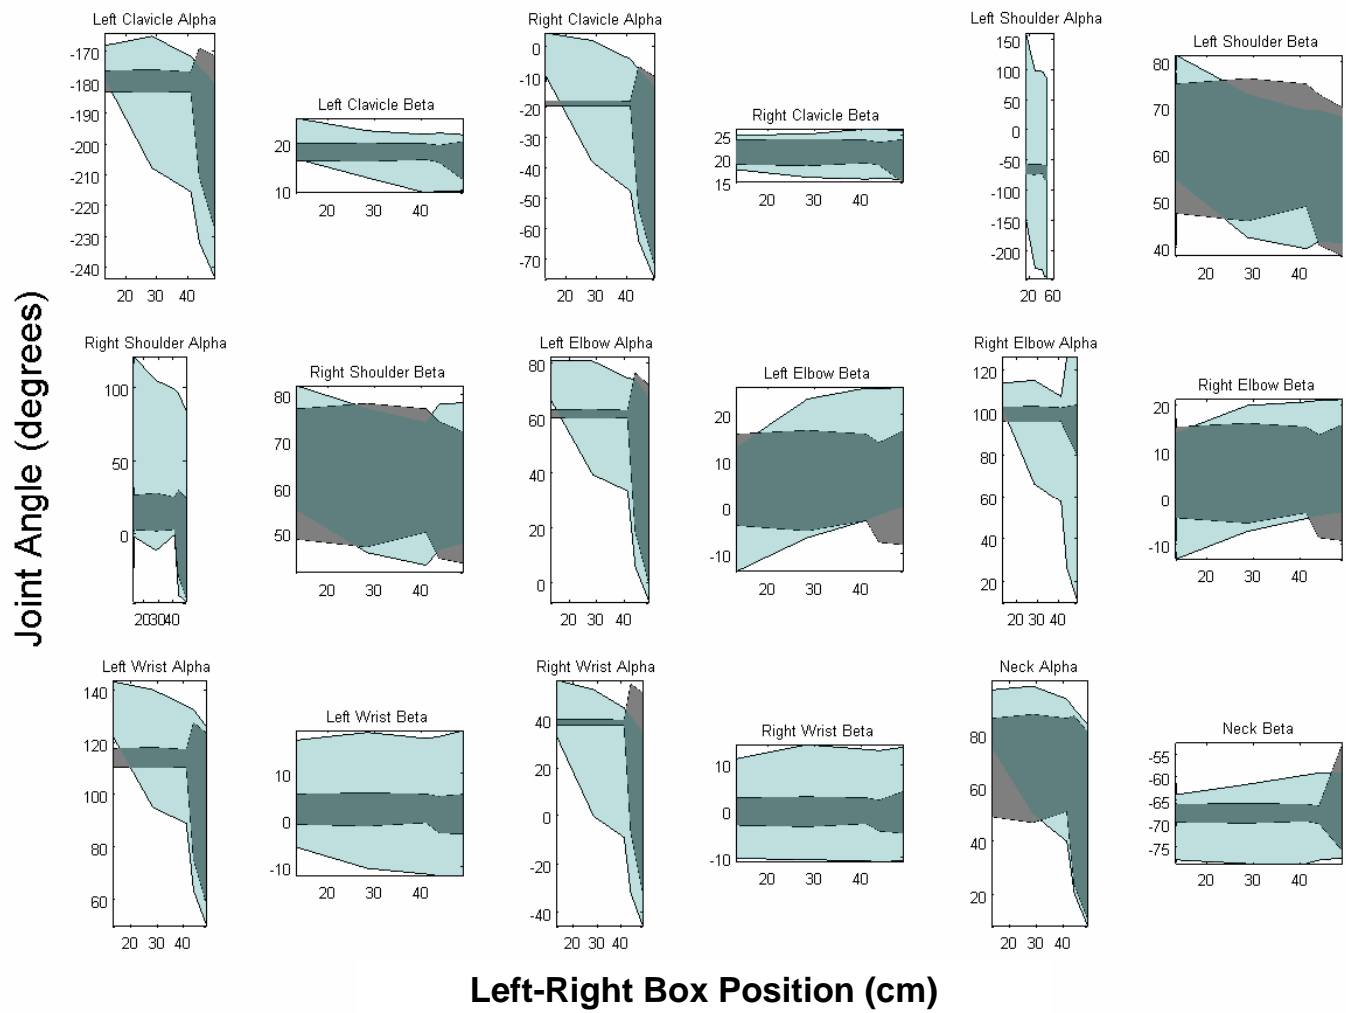 Left Clavicle Alpha
-170
-180
-190
-200
-210
-220
-230
-240
20 30 40
Left Clavicle Beta
20
10
20 30 40
Right Clavicle Alpha
0
-10
-20
-30
-40
-50
-60
-70
20 30 40
Right Clavicle Beta
25
20
15
20 30 40
Left Shoulder Alpha
150
100
50
0
-50
-100
-150
-200
20 60
Left Shoulder Beta
80
70
60
50
40
20 30 40
Joint Angle (degrees)
Right Shoulder Alpha
100
50
0
203040
Right Shoulder Beta
80
70
60
50
20 30 40
Left Elbow Alpha
80
60
40
20
0
20 30 40
Left Elbow Beta
20
10
0
-10
20 30 40
Right Elbow Alpha
120
100
80
60
40
20
20 30 40
Right Elbow Beta
20
10
0
-10
20 30 40
Left Wrist Alpha
140
120
100
80
60
20 30 40
Left Wrist Beta
10
0
-10
20 30 40
Right Wrist Alpha
40
20
0
-20
-40
20 30 40
Right Wrist Beta
10
0
-10
20 30 40
Neck Alpha
80
60
40
20
20 30 40
Neck Beta
-55
-60
-65
-70
-75
20 30 40
Left-Right Box Position (cm)